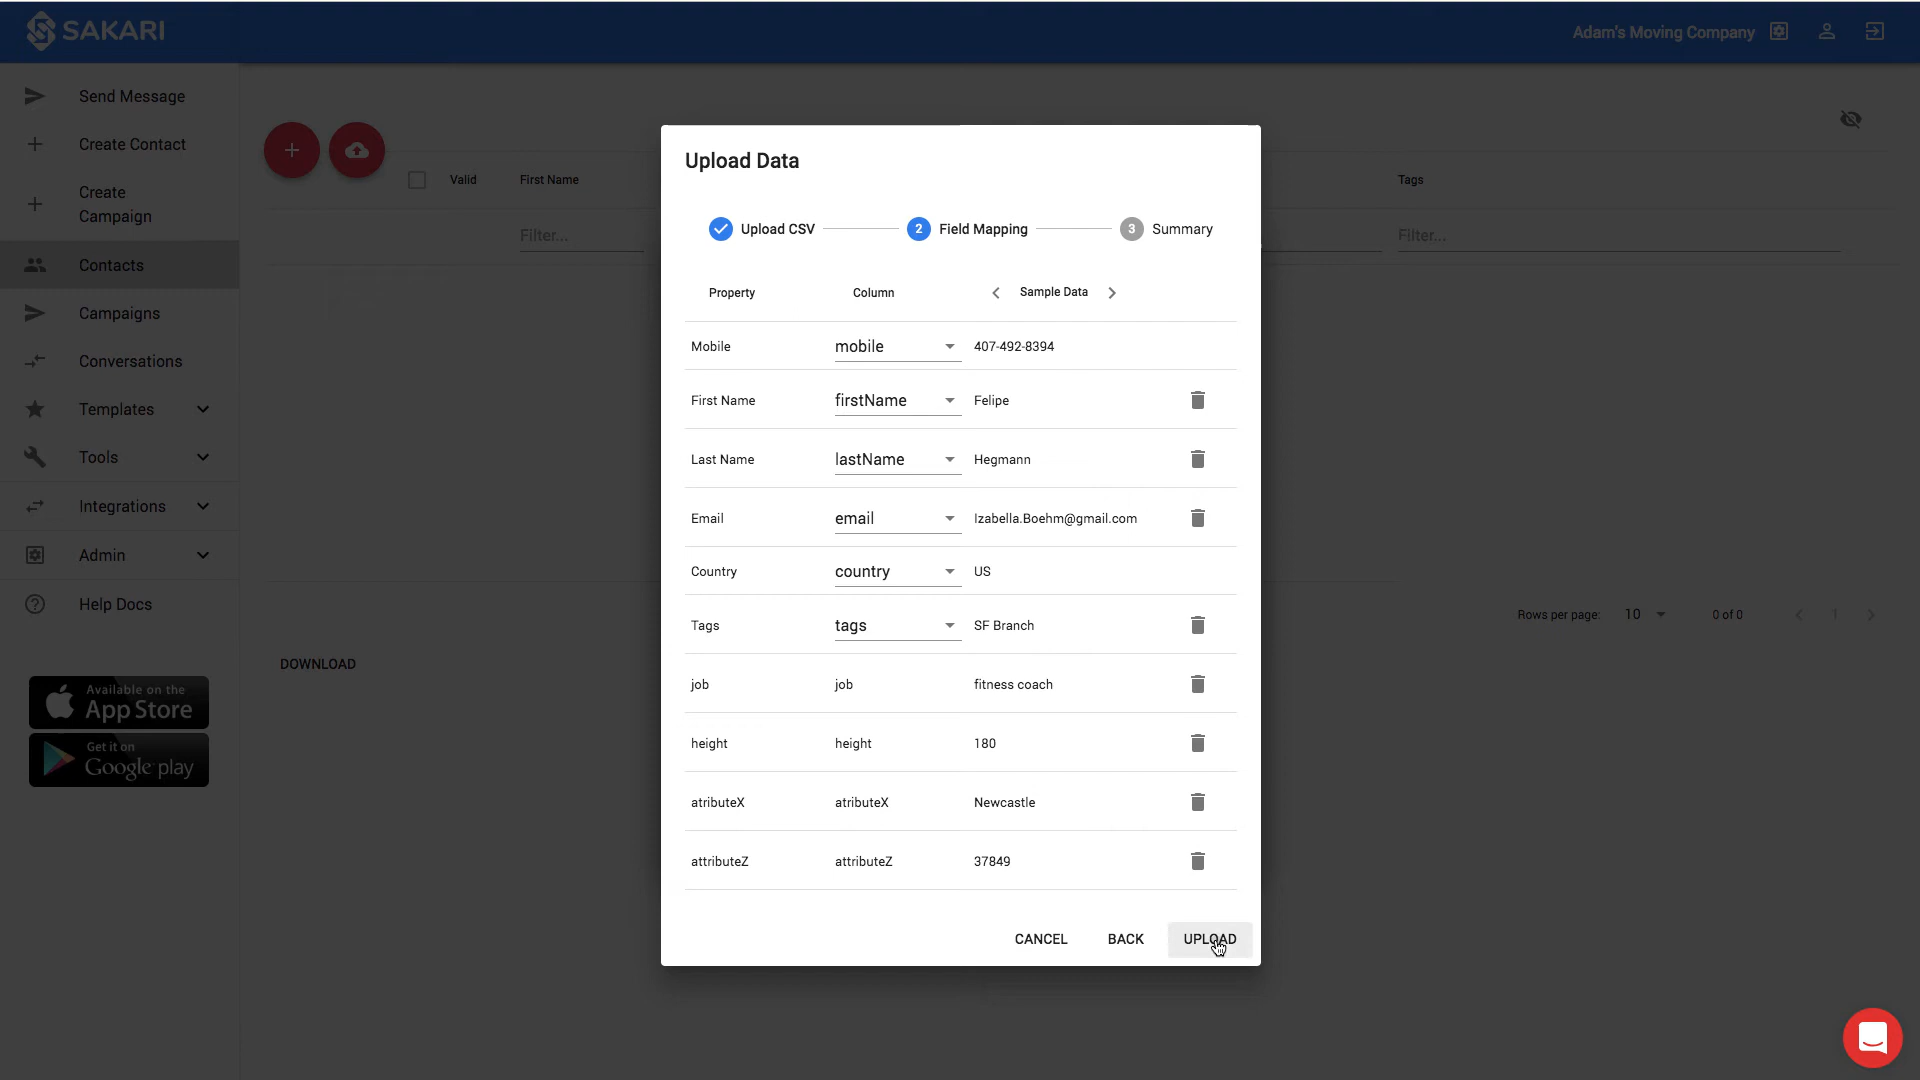 SAKARI
Adam's Moving Company
Send Message
Create Contact
Create
Campaign
Contacts
Campaigns
Conversations
Templates
Tools
Integrations
Admin
Help Docs
Available on the
App Store
Get it on
Google play
Valid
First Name
Tags
Filter...
Filter...
Rows per page:
10
0 of 0
1
DOWNLOAD
Upload Data
Upload CSV
2
Field Mapping
3
Summary
Property
Column
Sample Data
Mobile mobile 407-492-8394
First Name firstName Felipe
Last Name lastName Hegmann
Email email Izabella.Boehm@gmail.com
Country country US
Tags tags SF Branch
job job fitness coach
height height 180
atributeX atributeX Newcastle
attributeZ attributeZ 37849
CANCEL
BACK
UPLOAD